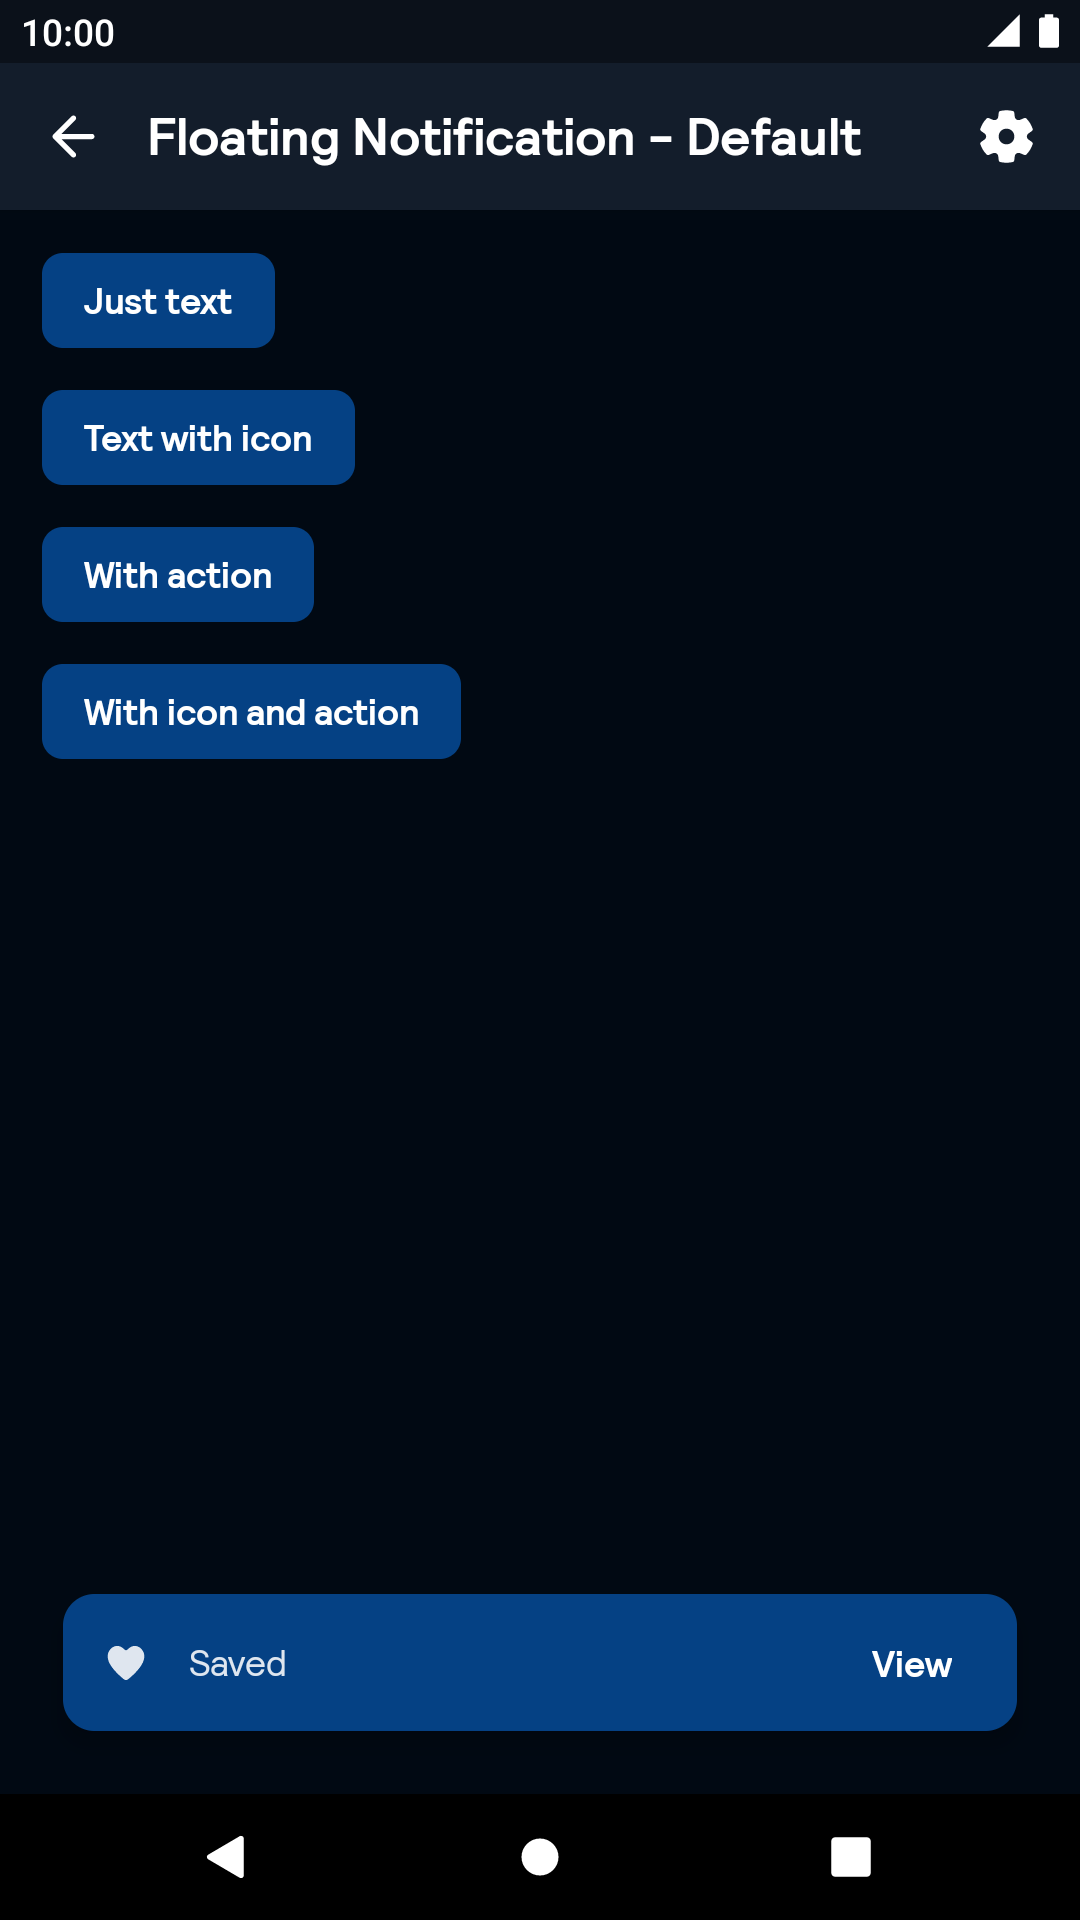 10:00
Floating Notification - Default
Just text
Text with icon
With action
With icon and action
Saved
View